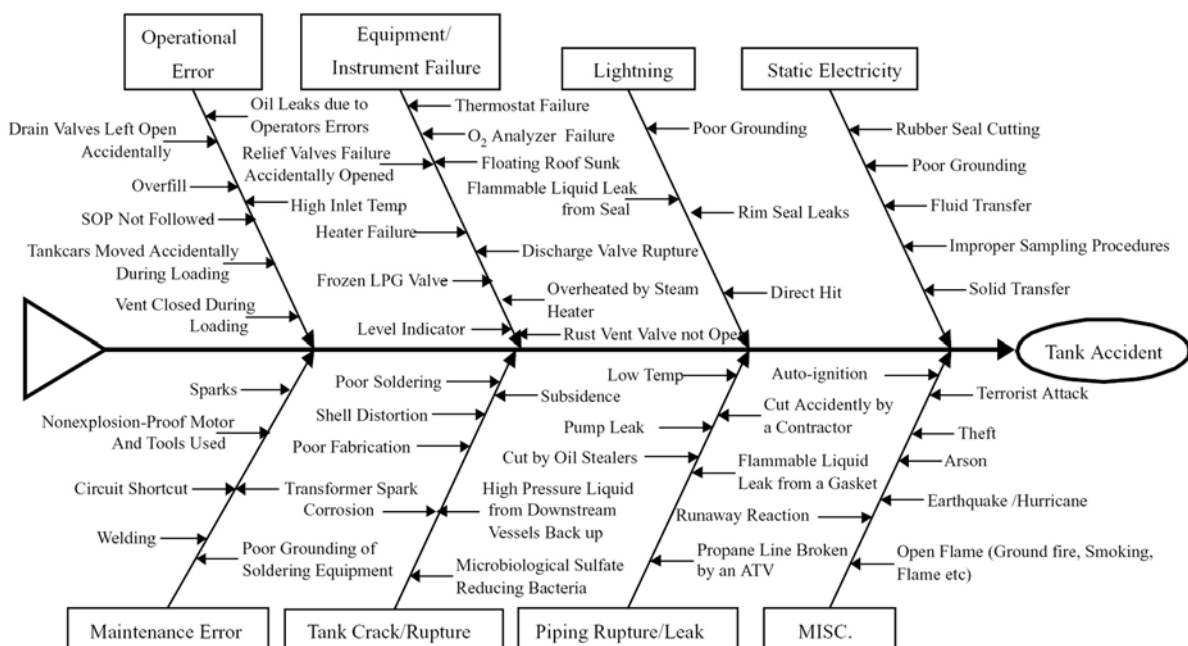 Operational
Error
Equipment/
Instrument Failure
Lightning
Static Electricity
Oil Leaks due to
Operators Errors
Drain Valves Left Open
Accidentally
Overfill
High Inlet Temp
SOP Not Followed
Tankcars Moved Accidentally
During Loading
Vent Closed During
Loading
Thermostat Failure
O₂ Analyzer Failure
Relief Valves Failure
Accidentally Opened
Floating Roof Sunk
Heater Failure
Discharge Valve Rupture
Frozen LPG Valve
Overheated by Steam
Heater
Level Indicator
Rust Vent Valve not Open
Poor Grounding
Flammable Liquid Leak
from Seal
Rim Seal Leaks
Direct Hit
Rubber Seal Cutting
Poor Grounding
Fluid Transfer
Improper Sampling Procedures
Solid Transfer
Tank Accident
Sparks
Nonexplosion-Proof Motor
And Tools Used
Circuit Shortcut
Transformer Spark
Welding
Poor Grounding of
Soldering Equipment
Poor Soldering
Subsidence
Shell Distortion
Poor Fabrication
Corrosion
High Pressure Liquid
from Downstream
Vessels Back up
Microbiological Sulfate
Reducing Bacteria
Low Temp
Cut Accidently by
a Contractor
Pump Leak
Cut by Oil Stealers
Flammable Liquid
Leak from a Gasket
Propane Line Broken
by an ATV
Auto-ignition
Terrorist Attack
Theft
Arson
Earthquake /Hurricane
Runaway Reaction
Open Flame (Ground fire, Smoking,
Flame etc)
Maintenance Error
Tank Crack/Rupture
Piping Rupture/Leak
MISC.